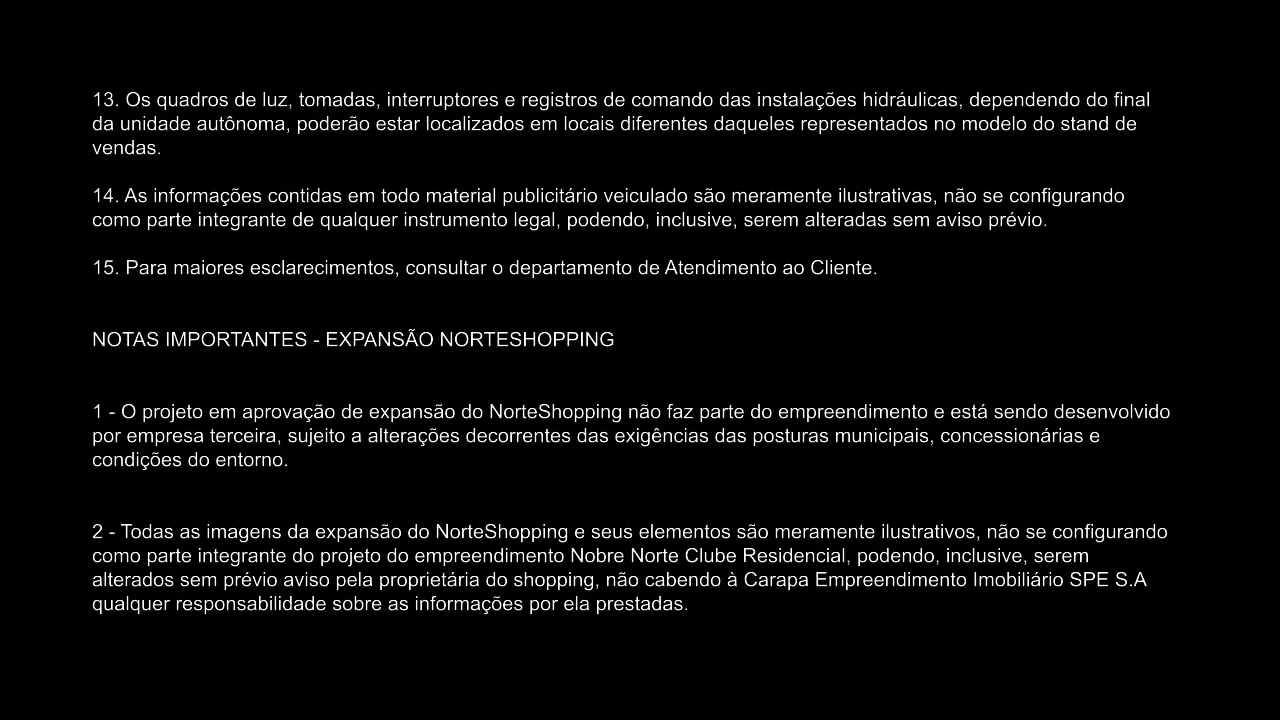 13. Os quadros de luz, tomadas, interruptores e registros de comando das instalações hidráulicas, dependendo do final
da unidade autônoma, poderão estar localizados em locais diferentes daqueles representados no modelo do stand de
vendas.
14. As informações contidas em todo material publicitário veiculado são meramente ilustrativas, não se configurando
como parte integrante de qualquer instrumento legal, podendo, inclusive, serem alteradas sem aviso prévio.
15. Para maiores esclarecimentos, consultar o departamento de Atendimento ao Cliente.
NOTAS IMPORTANTES - EXPANSÃO NORTESHOPPING
1 - O projeto em aprovação de expansão do NorteShopping não faz parte do empreendimento e está sendo desenvolvido
por empresa terceira, sujeito a alterações decorrentes das exigências das posturas municipais, concessionárias e
condições do entorno.
2 - Todas as imagens da expansão do NorteShopping e seus elementos são meramente ilustrativos, não se configurando
como parte integrante do projeto do empreendimento Nobre Norte Clube Residencial, podendo, inclusive, serem
alterados sem prévio aviso pela proprietária do shopping, não cabendo à Carapa Empreendimento Imobiliário SPE S.A
qualquer responsabilidade sobre as informações por ela prestadas.